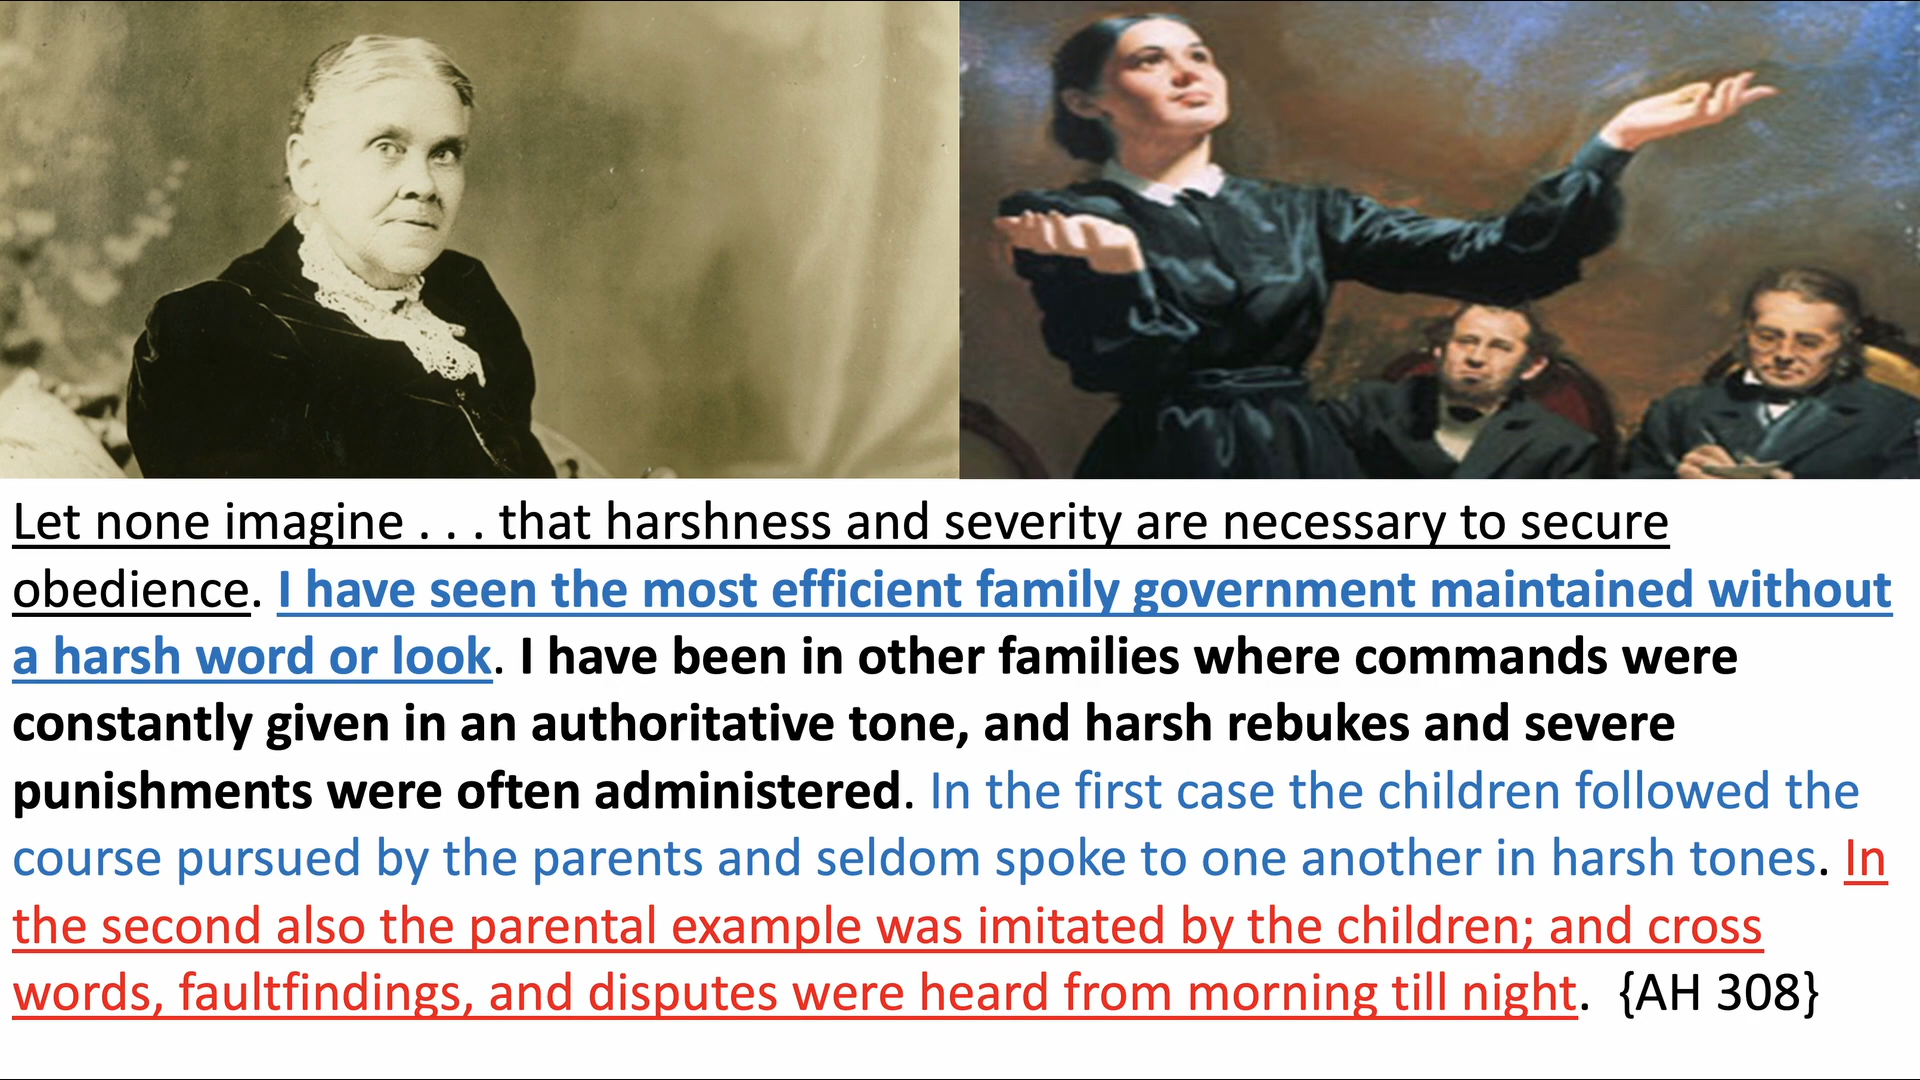 Let none imagine . . . that harshness and severity are necessary to secure
obedience. I have seen the most efficient family government maintained without
a harsh word or look. I have been in other families where commands were
constantly given in an authoritative tone, and harsh rebukes and severe
punishments were often administered. In the first case the children followed the
course pursued by the parents and seldom spoke to one another in harsh tones. In
the second also the parental example was imitated by the children; and cross
words, faultfindings, and disputes were heard from morning till night.  {AH 308}